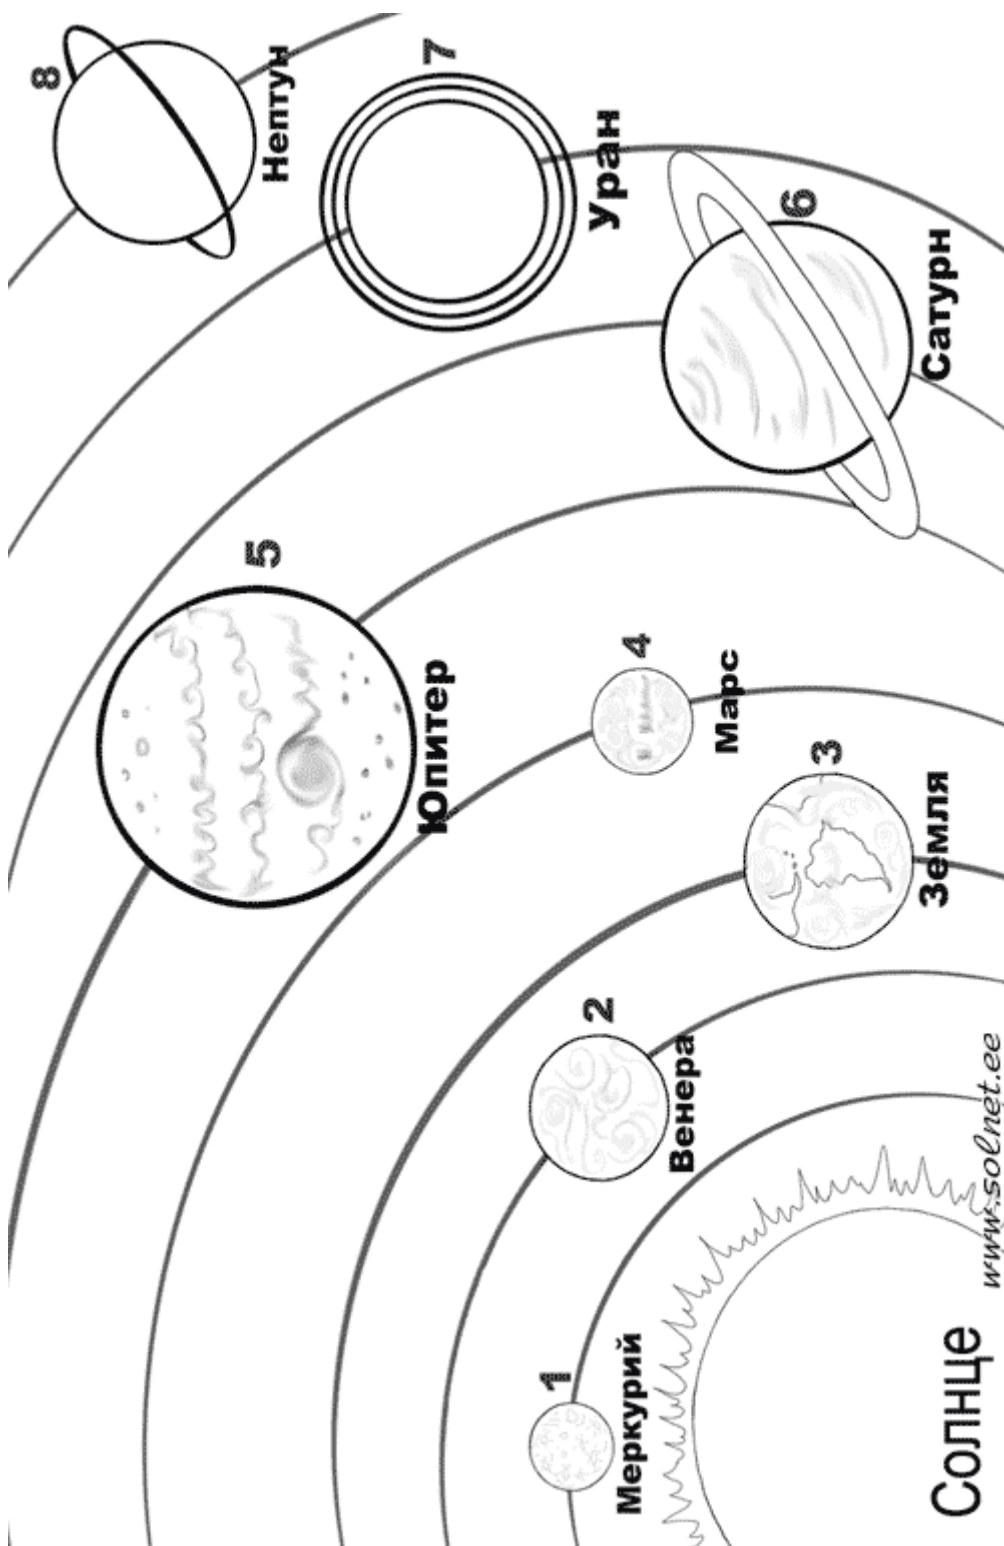 Солнце
www.solnet.ee
1
Меркурий
2
Венера
3
Земля
4
Марс
5
Юпитер
6
Сатурн
7
Уран
8
Нептун